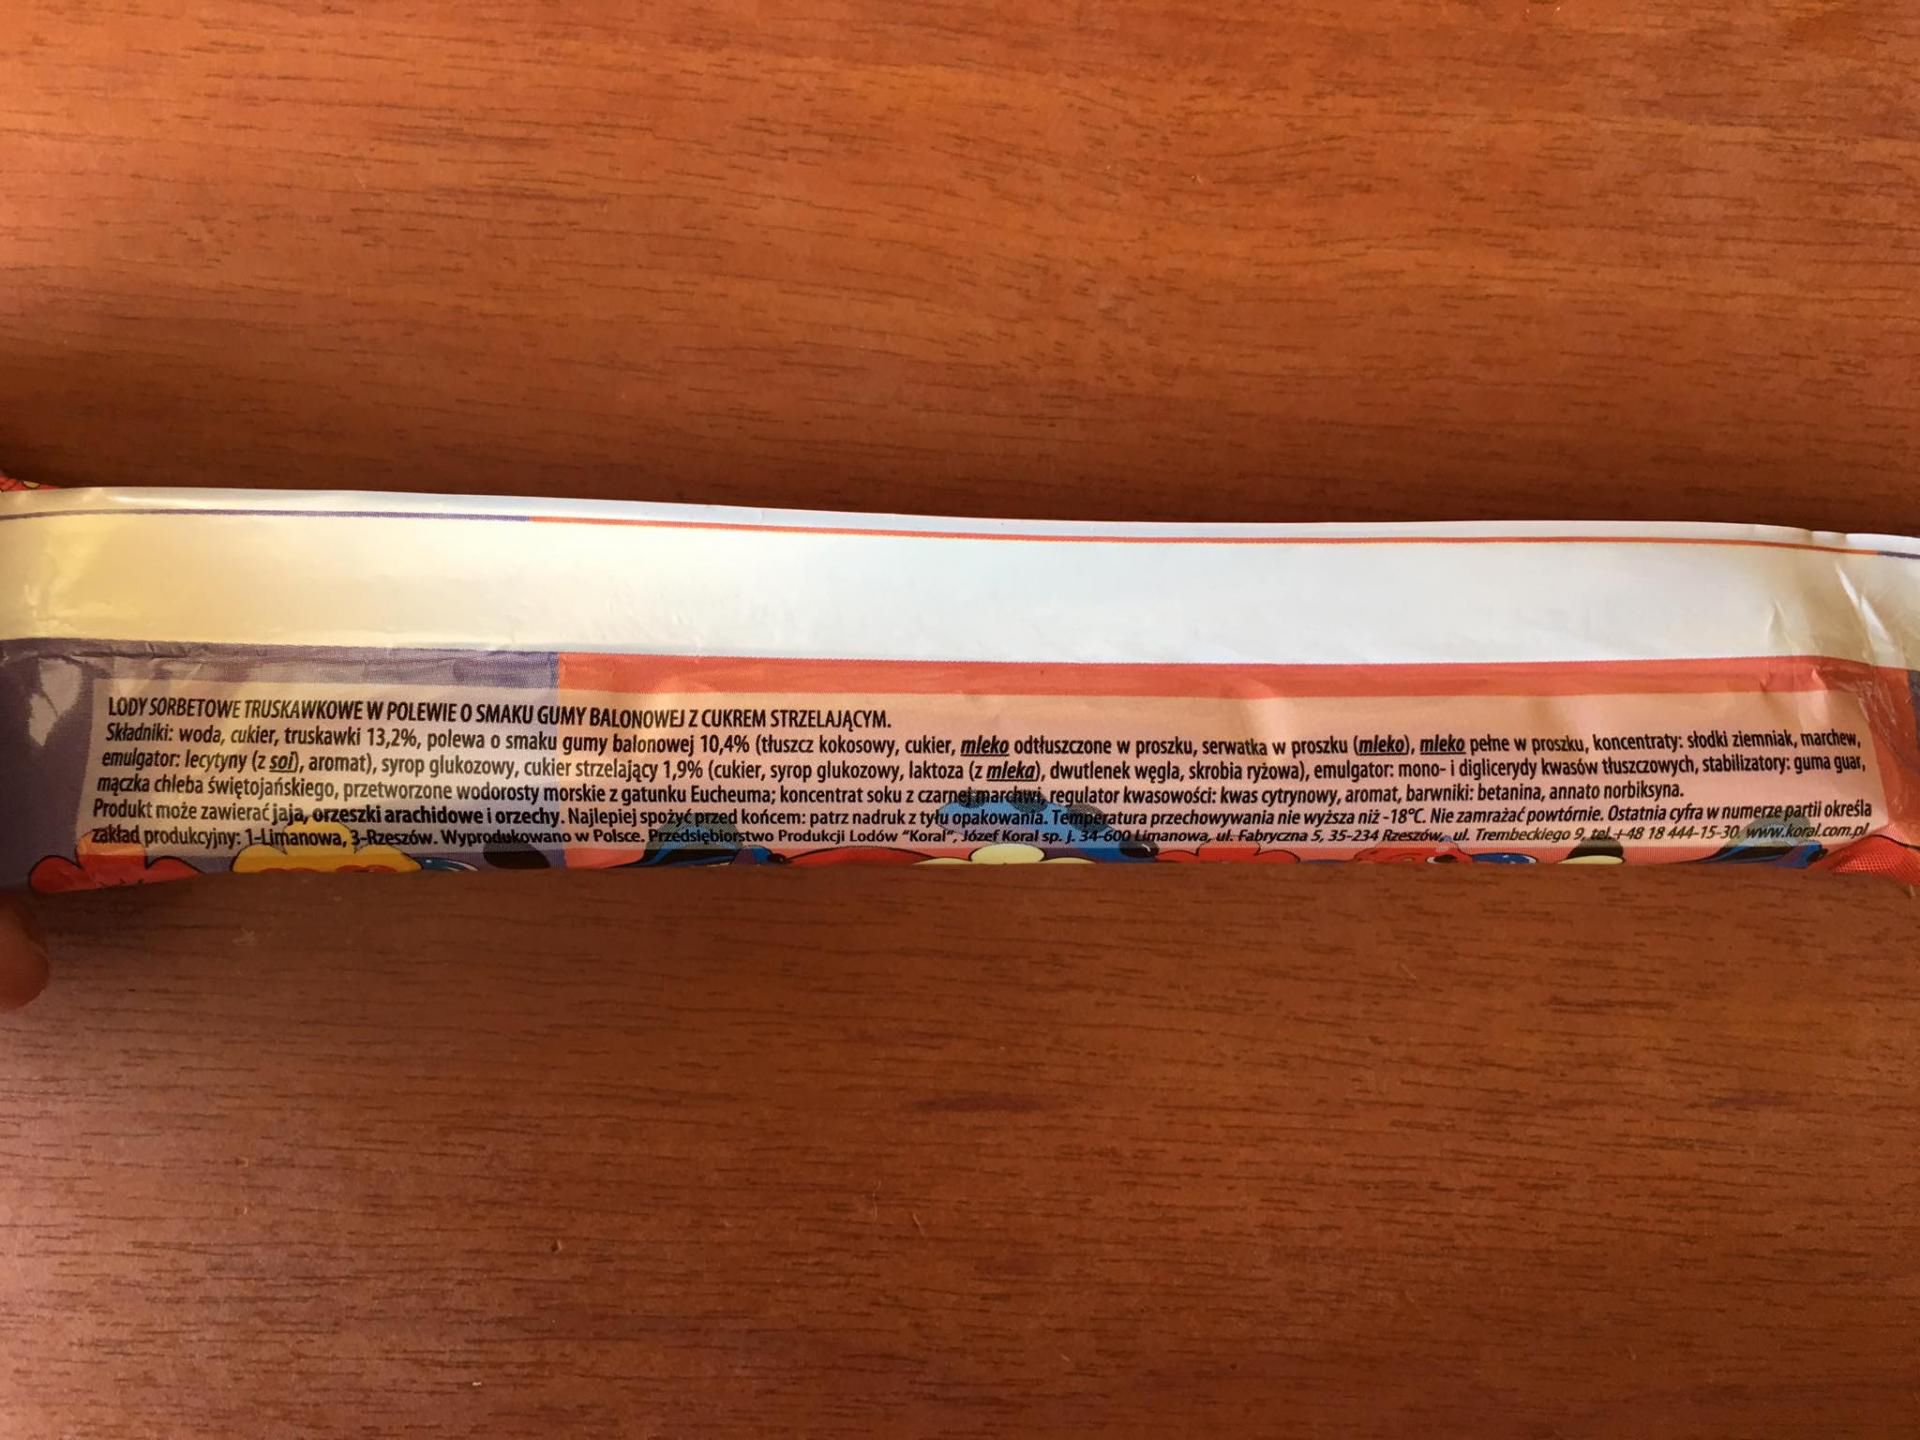 LODY SORBETOWE TRUSKAWKOWE W POLEWIE O SMAKU GUMY BALONOWEJ Z CUKREM STRZELAJĄCYM.
Składniki: woda, cukier, truskawki 13,2%, polewa o smaku gumy balonowej 10,4% (tłuszcz kokosowy, cukier, mleko odtłuszczone w proszku, serwatka w proszku (mleko), mleko pełne w proszku, koncentraty: słodki ziemniak, marchew,
emulgator: lecytyny (z soi), aromat), syrop glukozowy, cukier strzelający 1,9% (cukier, syrop glukozowy, laktoza (z mleka), dwutlenek węgla, skrobia ryżowa), emulgator: mono- i diglicerydy kwasów tłuszczowych, stabilizatory: guma guar,
mączka chleba świętojańskiego, przetworzone wodorosty morskie z gatunku Eucheuma; koncentrat soku z czarnej marchwi, regulator kwasowości: kwas cytrynowy, aromat, barwniki: betanina, annato norbiksyna.
Produkt może zawierać jaja, orzeszki arachidowe i orzechy. Najlepiej spożyć przed końcem: patrz nadruk z tyłu opakowania. Temperatura przechowywania nie wyższa niż -18°C. Nie zamrażać powtórnie. Ostatnia cyfra w numerze partii określa
zakład produkcyjny: 1-Limanowa, 3-Rzeszów. Wyprodukowano w Polsce. Przedsiębiorstwo Produkcji Lodów "Koral", Józef Koral sp. j. 34-600 Limanowa, ul. Fabryczna 5, 35-234 Rzeszów, ul. Trembeckiego 9, tel.+48 18 444-15-30, www.koral.com.pl